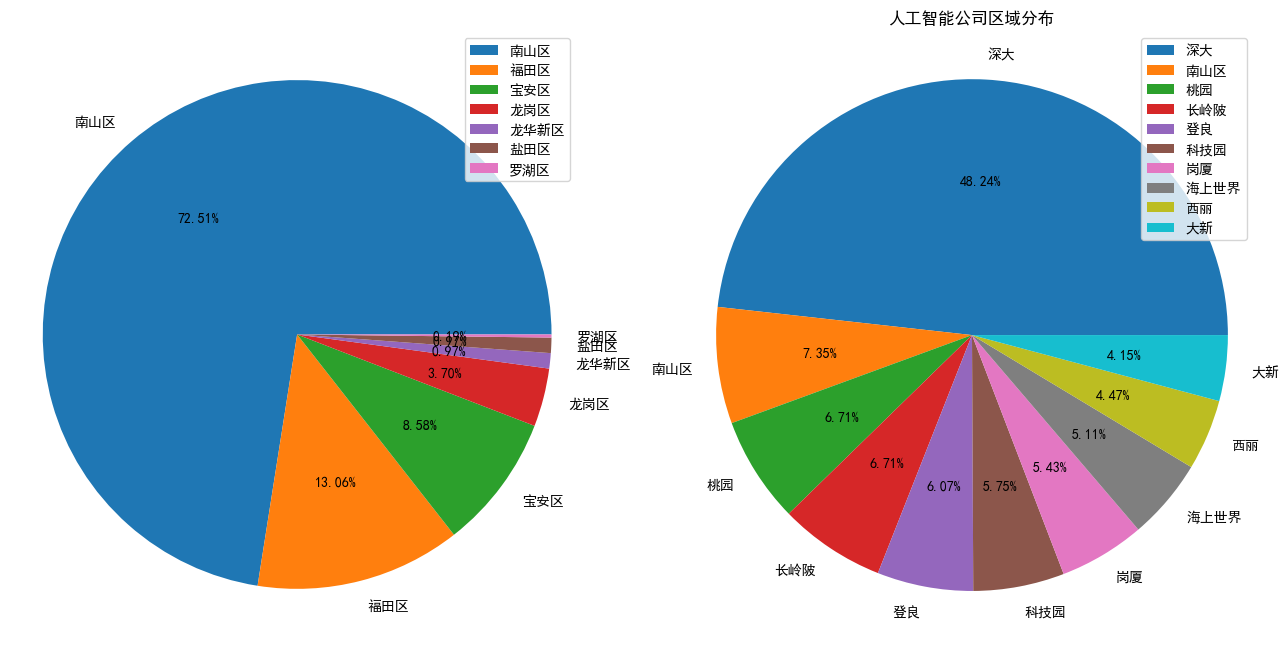 南山区
福田区
宝安区
龙岗区
龙华新区
盐田区
罗湖区
南山区
72.51%
13.06%
8.58%
3.70%
0.97%
0.19%
罗湖区
盐田区
龙华新区
龙岗区
宝安区
福田区
人工智能公司区域分布
深大
南山区
桃园
长岭陂
登良
科技园
岗厦
海上世界
西丽
大新
深大
48.24%
7.35%
6.71%
6.71%
6.07%
5.75%
5.43%
5.11%
4.47%
4.15%
南山区
桃园
长岭陂
登良
科技园
岗厦
海上世界
西丽
大新